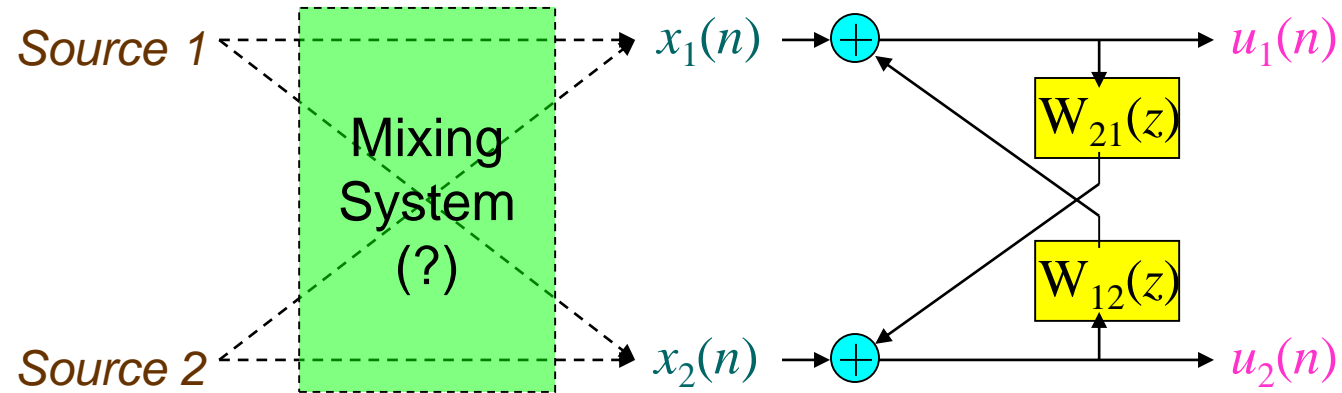 Source 1
Mixing
System
(?)
Source 2
x₁(n)
x₂(n)
+
+
W₂₁(z)
W₁₂(z)
u₁(n)
u₂(n)